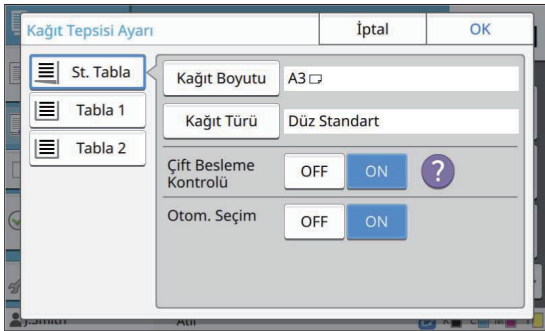 Kağıt Tepsisi Ayarı
İptal
OK
St. Tabla
Tabla 1
Tabla 2
Kağıt Boyutu
A3
Kağıt Türü
Düz Standart
Çift Besleme
Kontrolü
OFF
ON
?
Otom. Seçim
OFF
ON